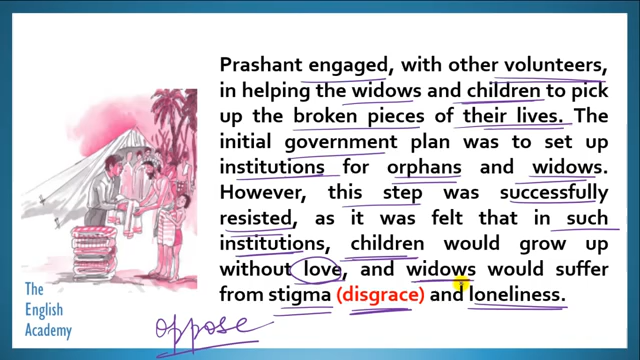 Prashant engaged, with other volunteers,
in helping the widows and children to pick
up the broken pieces of their lives. The
initial government plan was to set up
institutions for orphans and widows.
However, this step was successfully
resisted, as it was felt that in such
institutions, children would grow up
without love, and widows would suffer
from stigma (disgrace) and loneliness.
The
English
Academy
oppose